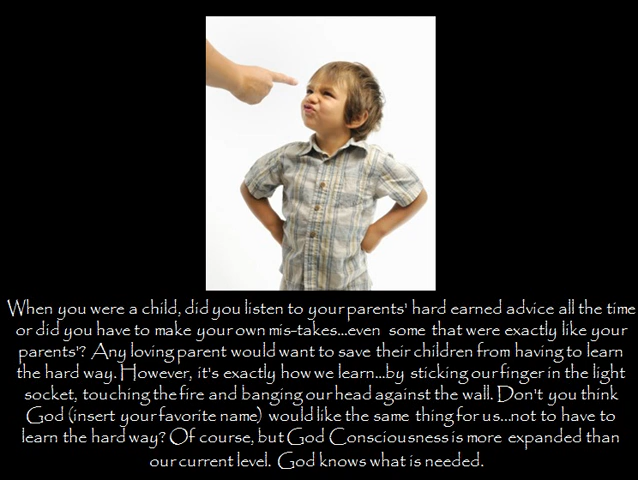 When you were a child, did you listen to your parents' hard earned advice all the time
or did you have to make your own mis-takes...even some that were exactly like your
parents'? Any loving parent would want to save their children from having to learn
the hard way. However, it's exactly how we learn...by sticking our finger in the light
socket, touching the fire and banging our head against the wall. Don't you think
God (insert your favorite name) would like the same thing for us...not to have to
learn the hard way? Of course, but God Consciousness is more expanded than
our current level. God knows what is needed.